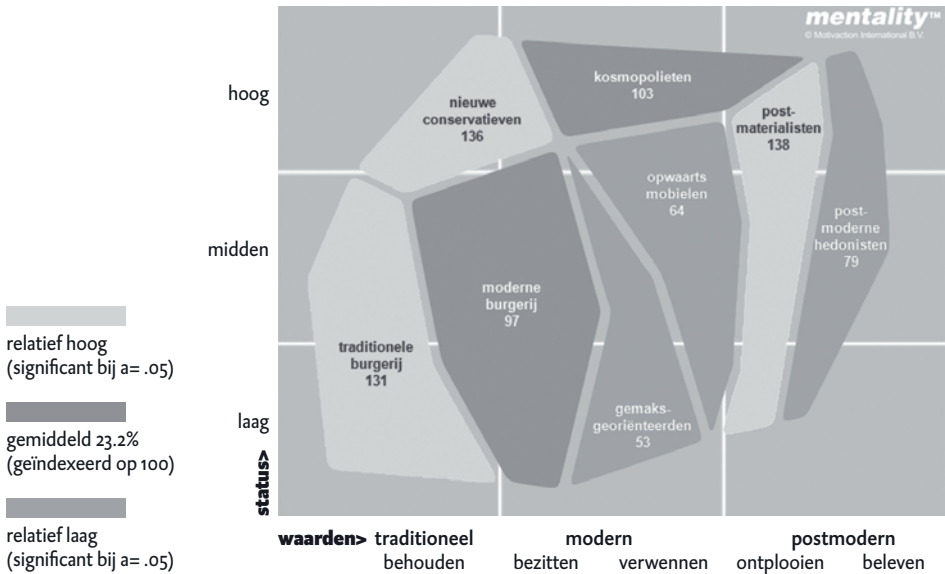 mentality™
© Motivaction International B.V.
hoog
midden
laag
status>
kosmopolieten
103
nieuwe
conservatieven
136
post-
materialisten
138
opwaarts
mobielen
64
post-
moderne
hedonisten
79
moderne
burgerij
97
traditionele
burgerij
131
gemaks-
georiënteerden
53
relatief hoog
(significant bij a= .05)
gemiddeld 23.2%
(geïndexeerd op 100)
relatief laag
(significant bij a= .05)
waarden> traditioneel modern postmodern
behouden bezitten verwennen ontplooien beleven